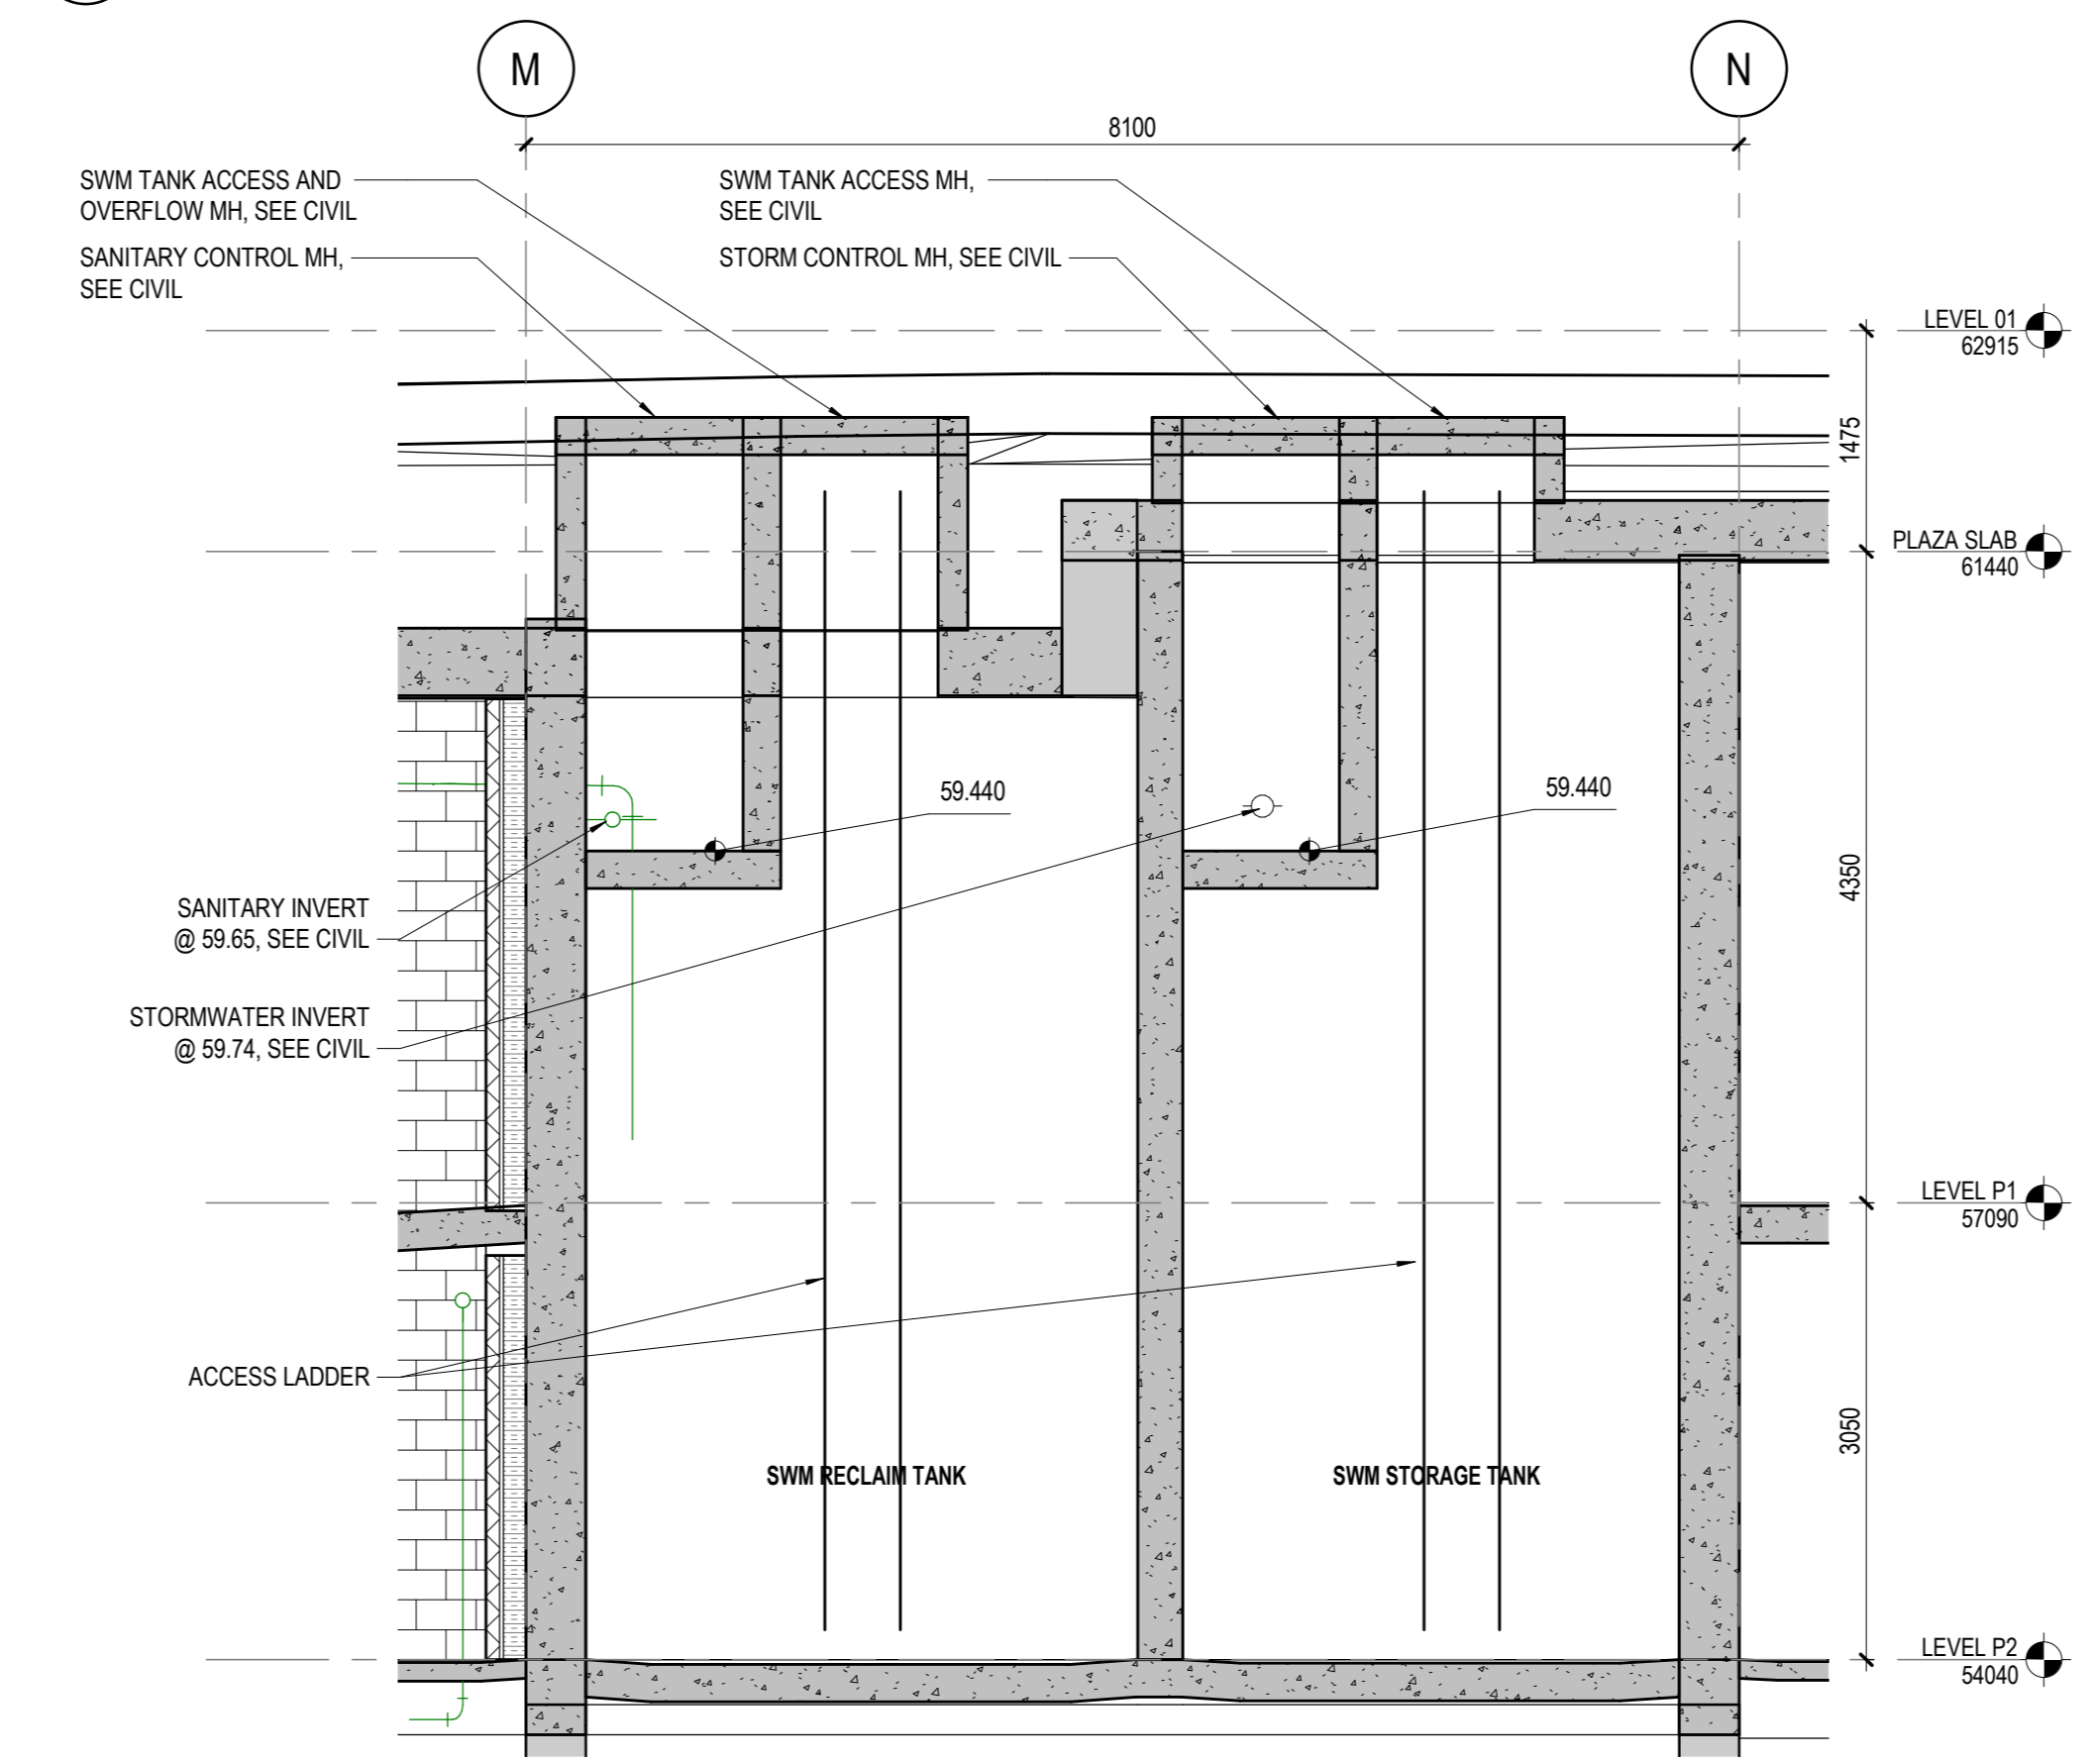 M
N
8100
SWM TANK ACCESS AND
OVERFLOW MH, SEE CIVIL
SANITARY CONTROL MH,
SEE CIVIL
SWM TANK ACCESS MH,
SEE CIVIL
STORM CONTROL MH, SEE CIVIL
LEVEL 01
62915
1475
PLAZA SLAB
61440
59.440
59.440
4350
SANITARY INVERT
@ 59.65, SEE CIVIL
STORMWATER INVERT
@ 59.74, SEE CIVIL
LEVEL P1
57090
ACCESS LADDER
3050
SWM RECLAIM TANK
SWM STORAGE TANK
LEVEL P2
54040